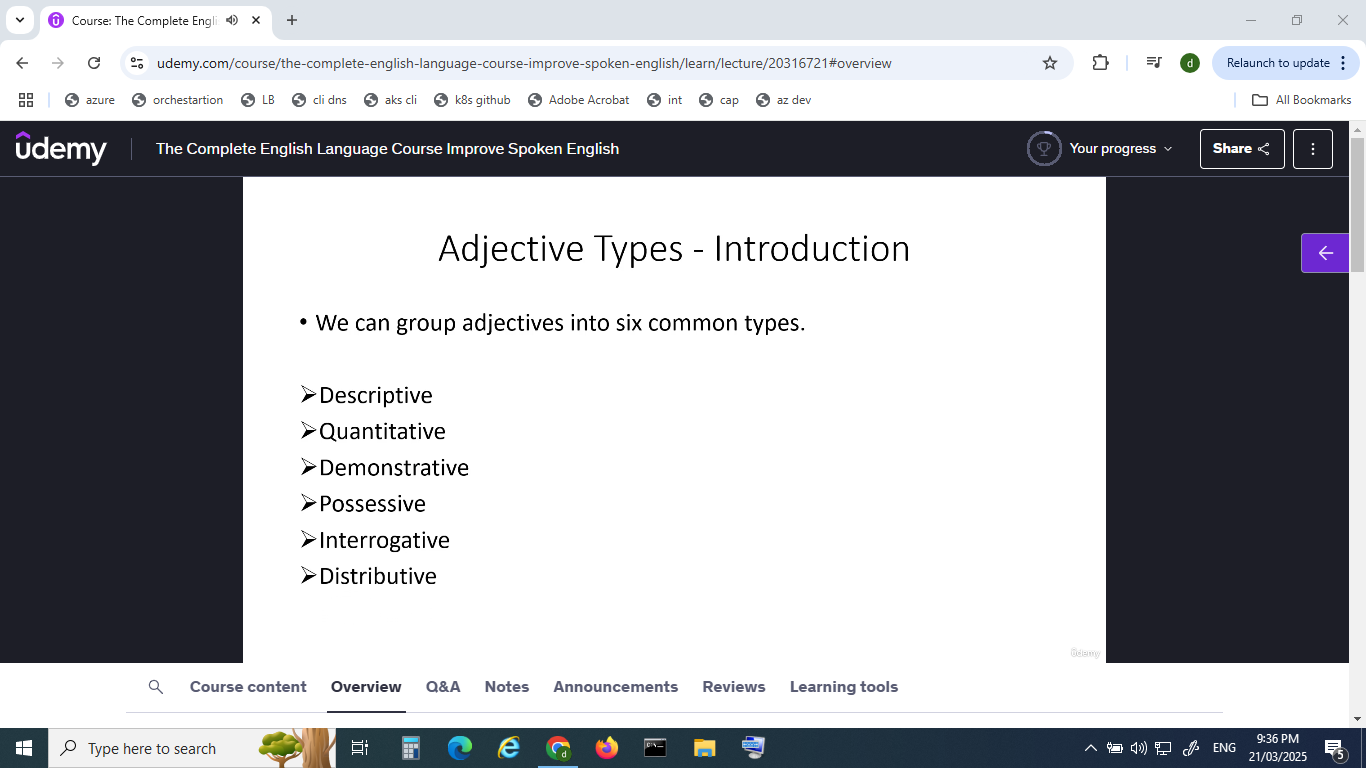 Course: The Complete Engli
udemy.com/course/the-complete-english-language-course-improve-spoken-english/learn/lecture/20316721#overview
d
Relaunch to update
azure
orchestartion
LB
cli dns
aks cli
k8s github
Adobe Acrobat
int
cap
az dev
All Bookmarks
ûdemy
The Complete English Language Course Improve Spoken English
Your progress
Share
Adjective Types - Introduction
• We can group adjectives into six common types.
➢Descriptive
➢Quantitative
➢Demonstrative
➢Possessive
➢Interrogative
➢Distributive
ûdemy
Course content
Overview
Q&A
Notes
Announcements
Reviews
Learning tools
Type here to search
d
ENG
9:36 PM
21/03/2025
5